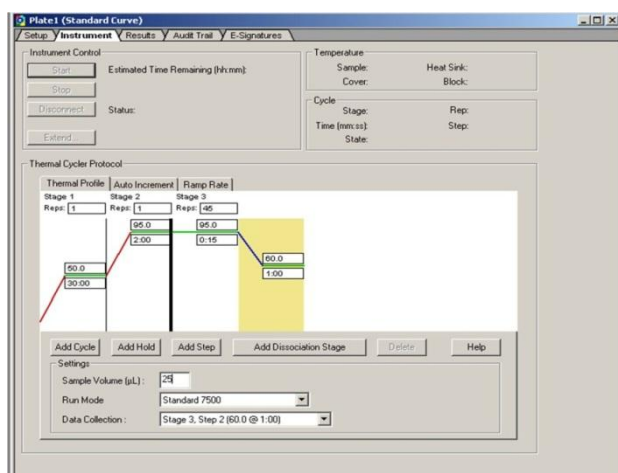 Plate1 (Standard Curve)
Setup Instrument Results Audit Trail E-Signatures
Instrument Control
Start Estimated Time Remaining (hh:mm):
Stop
Disconnect Status:
Extend...
Temperature
Sample: Heat Sink:
Cover: Block:
Cycle
Stage: Rep:
Time (mm:ss): Step:
State:
Thermal Cycler Protocol
Thermal Profile Auto Increment Ramp Rate
Stage 1 Stage 2 Stage 3
Reps: 1 Reps: 1 Reps: 45
95.0 95.0
2:00 0:15
60.0
1:00
50.0
30:00
Add Cycle Add Hold Add Step Add Dissociation Stage Delete Help
Settings
Sample Volume (µL) : 25
Run Mode Standard 7500
Data Collection : Stage 3, Step 2 (60.0 @ 1:00)